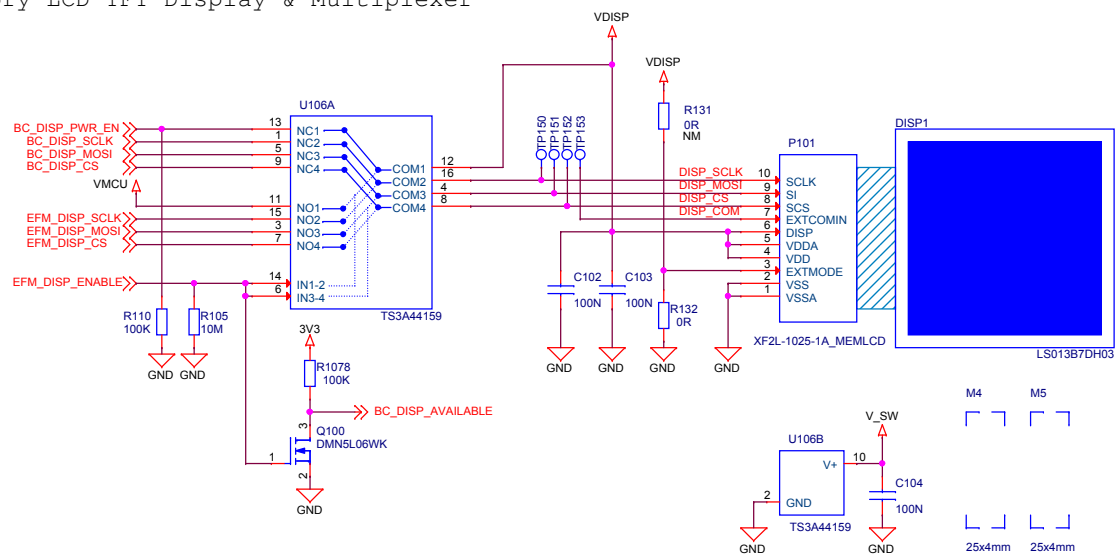 VDISP
VDISP
U106A
R131
0R
NM
TP150
TP151
TP152
TP153
DISP1
P101
BC_DISP_PWR_EN
13
NC1
BC_DISP_SCLK
1
NC2
BC_DISP_MOSI
5
NC3
BC_DISP_CS
9
NC4
COM1
12
COM2
16
COM3
4
COM4
8
VMCU
11
NO1
EFM_DISP_SCLK
15
NO2
EFM_DISP_MOSI
3
NO3
EFM_DISP_CS
7
NO4
EFM_DISP_ENABLE
14
IN1-2
6
IN3-4
TS3A44159
DISP_SCLK
10
SCLK
DISP_MOSI
9
SI
DISP_CS
8
SCS
DISP_COM
7
EXTCOMIN
6
DISP
5
VDDA
4
VDD
3
EXTMODE
2
VSS
1
VSSA
C102
100N
C103
100N
R132
0R
XF2L-1025-1A_MEMLCD
LS013B7DH03
R110
100K
R105
10M
GND
GND
3V3
R1078
100K
BC_DISP_AVAILABLE
3
Q100
DMN5L06WK
1
2
GND
GND
GND
GND
GND
V_SW
U106B
V+
10
2
GND
TS3A44159
C104
100N
GND
GND
M4
M5
25x4mm
25x4mm